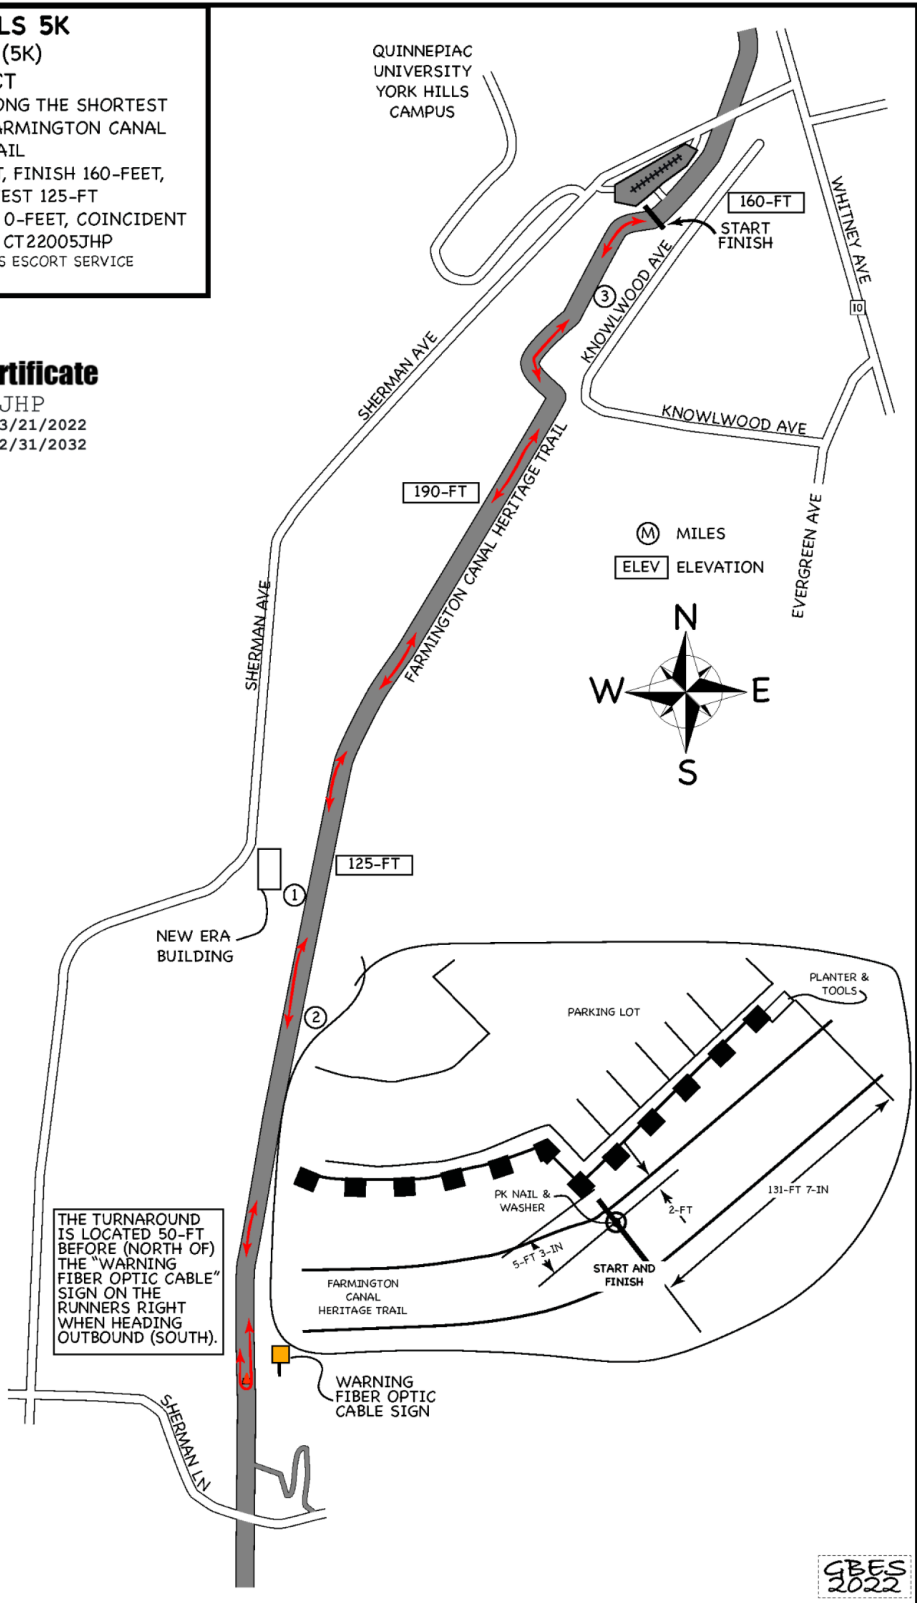 LS 5K
(5K)
CT
ONG THE SHORTEST
ARMINGTON CANAL
AIL
T, FINISH 160-FEET,
EST 125-FT
0-FEET, COINCIDENT
CT22005JHP
S ESCORT SERVICE
rtificate
JHP
3/21/2022
2/31/2032
QUINNEPIAC
UNIVERSITY
YORK HILLS
CAMPUS
160-FT
START
FINISH
WHITNEY AVE
10
KNOWLWOOD AVE
3
SHERMAN AVE
KNOWLWOOD AVE
190-FT
FARMINGTON CANAL HERITAGE TRAIL
EVERGREEN AVE
M MILES
ELEV ELEVATION
N
W E
S
SHERMAN AVE
125-FT
1
NEW ERA
BUILDING
2
PLANTER &
TOOLS
PARKING LOT
PK NAIL &
WASHER
2-FT
131-FT 7-IN
5-FT 3-IN
START AND
FINISH
FARMINGTON
CANAL
HERITAGE TRAIL
THE TURNAROUND
IS LOCATED 50-FT
BEFORE (NORTH OF)
THE "WARNING
FIBER OPTIC CABLE"
SIGN ON THE
RUNNERS RIGHT
WHEN HEADING
OUTBOUND (SOUTH).
WARNING
FIBER OPTIC
CABLE SIGN
SHERMAN LN
GBES
2022